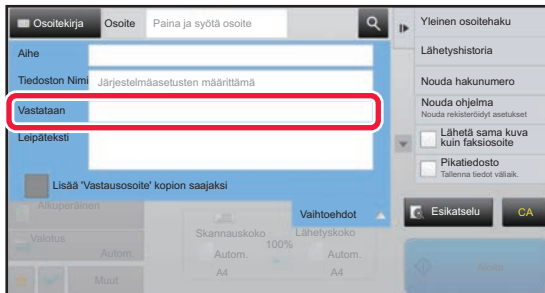 Osoitekirja
Osoite
Paina ja syötä osoite
Aihe
Tiedoston Nimi
Järjestelmäasetusten määrittämä
Vastataan
Leipäteksti
Lisää 'Vastausosoite' kopion saajaksi
Vaihtoehdot
Alkuperäinen
Valotus
Autom.
Muut
Skannauskoko
Lähetyskoko
100%
Autom.
Autom.
A4
A4
Yleinen osoitehaku
Lähetyshistoria
Nouda hakunumero
Nouda ohjelma
Nouda rekisteröidyt asetukset
Lähetä sama kuva
kuin faksiosoite
Pikatiedosto
Tallenna tiedot väliaik.
Esikatselu
CA
Aloita